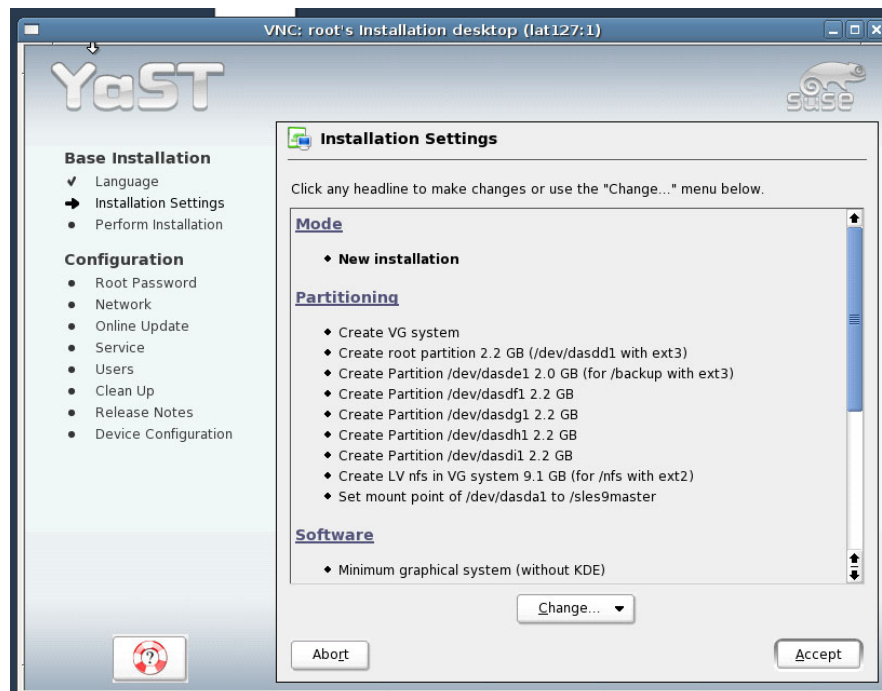 VNC: root's Installation desktop (lat127:1)
YaST
SUSE
Base Installation
Language
Installation Settings
Perform Installation
Configuration
Root Password
Network
Online Update
Service
Users
Clean Up
Release Notes
Device Configuration
Installation Settings
Click any headline to make changes or use the "Change..." menu below.
Mode
New installation
Partitioning
Create VG system
Create root partition 2.2 GB (/dev/dasdd1 with ext3)
Create Partition /dev/dasde1 2.0 GB (for /backup with ext3)
Create Partition /dev/dasdf1 2.2 GB
Create Partition /dev/dasdg1 2.2 GB
Create Partition /dev/dasdh1 2.2 GB
Create Partition /dev/dasdi1 2.2 GB
Create LV nfs in VG system 9.1 GB (for /nfs with ext2)
Set mount point of /dev/dasda1 to /sles9master
Software
Minimum graphical system (without KDE)
Change...
Abort
Accept